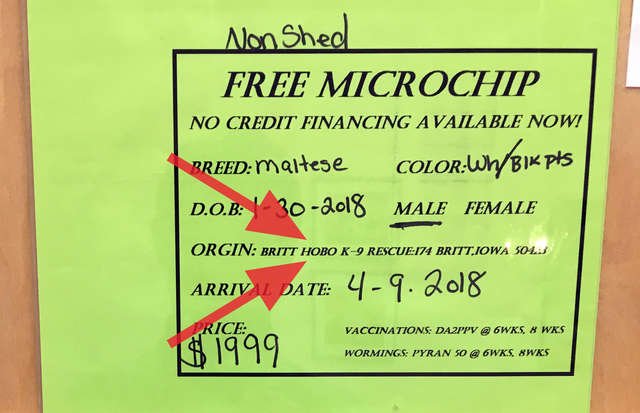 Non Shed
FREE MICROCHIP
NO CREDIT FINANCING AVAILABLE NOW!
BREED: maltese COLOR: Wh/Blk pts
D.O.B: 1-30-2018 MALE FEMALE
ORGIN: BRITT HOBO K-9 RESCUE:174 BRITT,IOWA
ARRIVAL DATE: 4-9.2018
PRICE: VACCINATIONS: DA2PPV @ 6WKS, 8 WKS
$1999 WORMINGS: PYRAN 50 @ 6WKS, 8WKS